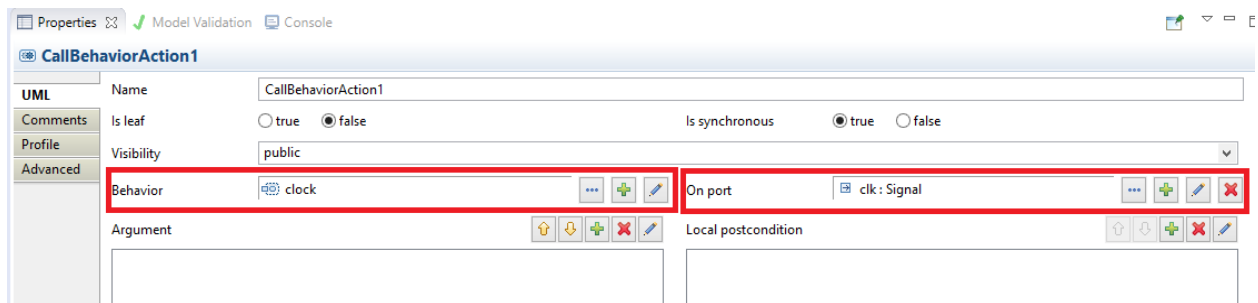 Properties Model Validation Console
CallBehaviorAction1
UML
Name CallBehaviorAction1
Comments
Is leaf true false Is synchronous true false
Profile
Visibility public
Advanced
Behavior clock ... On port clk : Signal ...
Argument Local postcondition